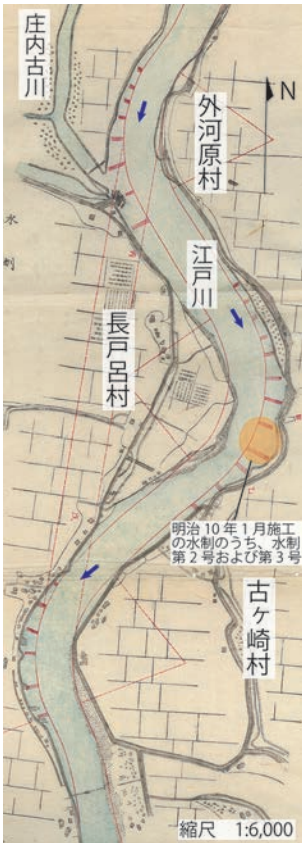 庄内古川
外河原村
N
江戸川
水
制
長戸呂村
明治10年1月施工
の水制のうち、水制
第2号および第3号
古ヶ崎村
縮尺 1:6,000